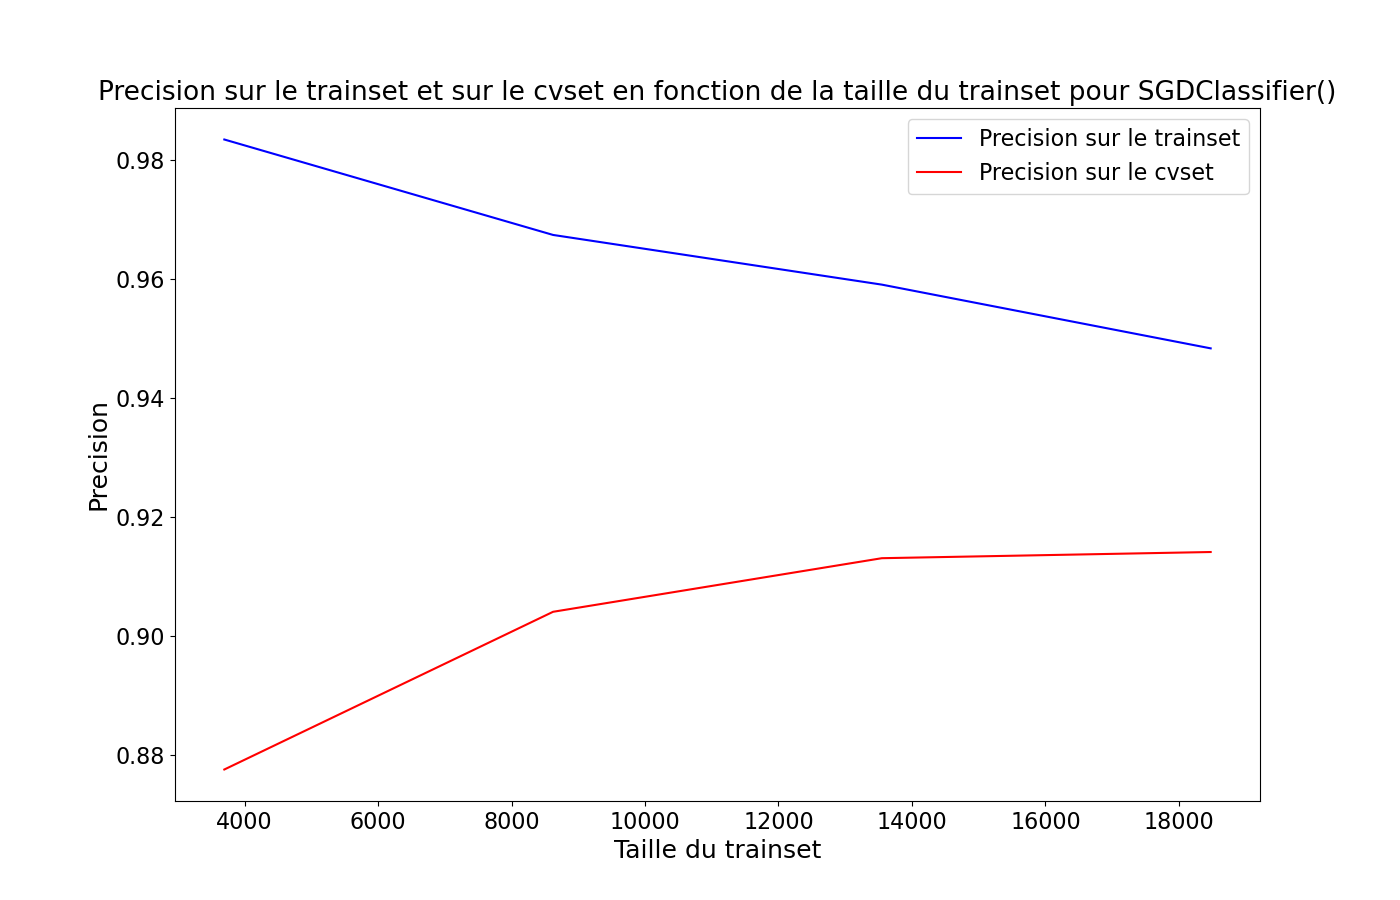 Precision sur le trainset et sur le cvset en fonction de la taille du trainset pour SGDClassifier()
Precision sur le trainset
Precision sur le cvset
0.98
0.96
0.94
0.92
0.90
0.88
Precision
4000 6000 8000 10000 12000 14000 16000 18000
Taille du trainset